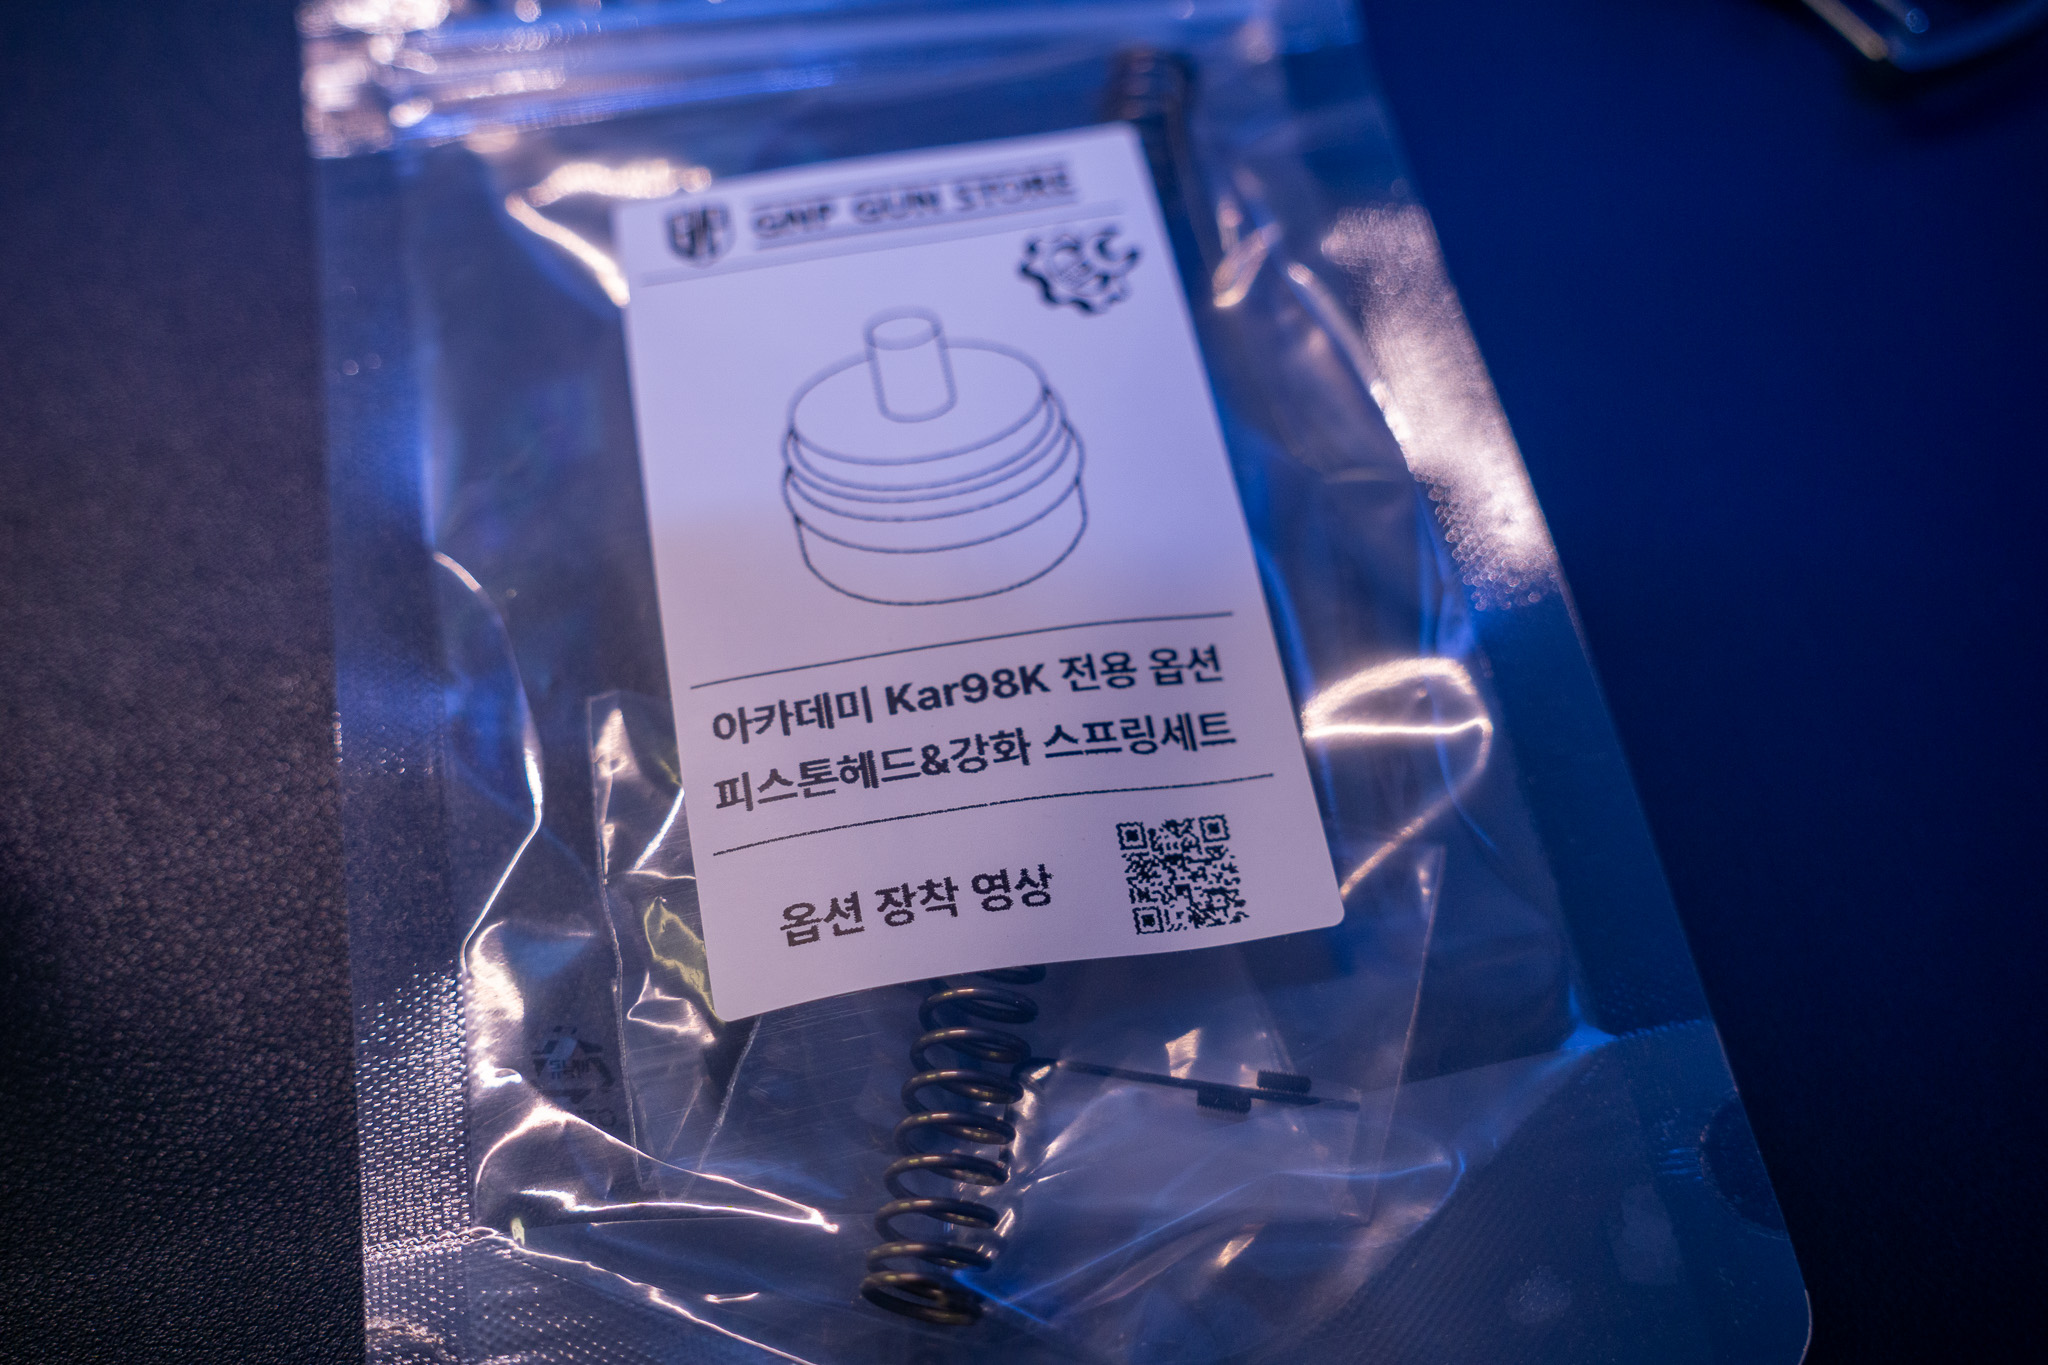 GUN STORE
아카데미 Kar98K 전용 옵션
피스톤헤드&강화 스프링세트
옵션 장착 영상